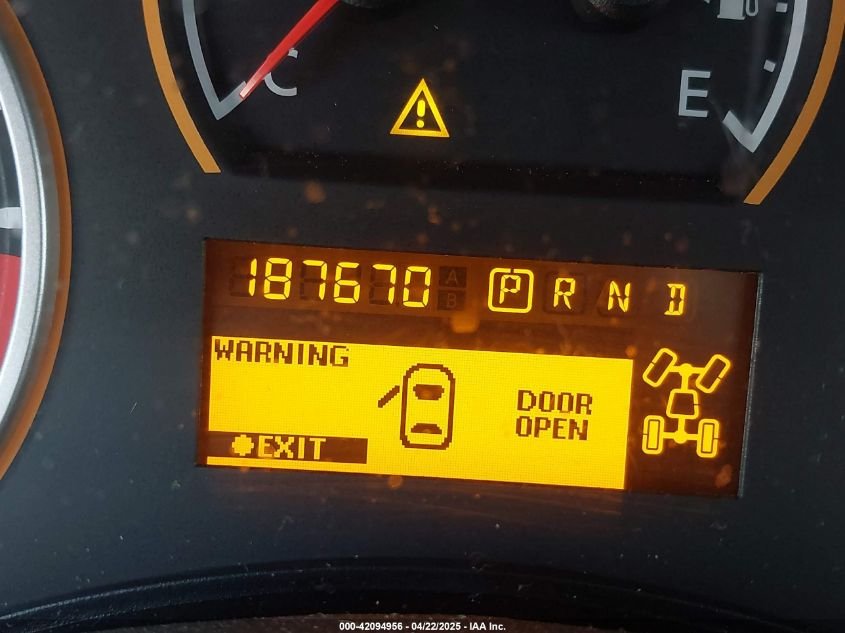 C
E
187670 P R N D
A
B
WARNING
DOOR
OPEN
EXIT
000-42094956 - 04/22/2025 - IAA Inc.